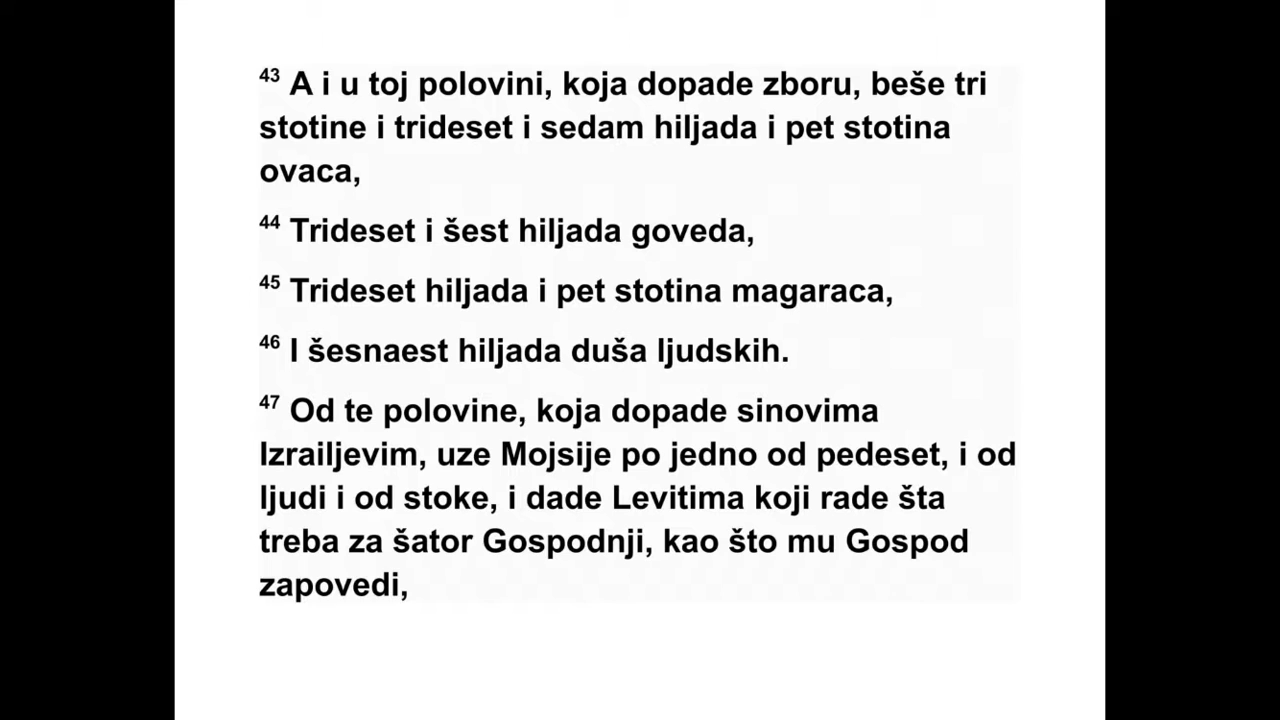 43 A i u toj polovini, koja dopade zboru, beše tri
stotine i trideset i sedam hiljada i pet stotina
ovaca,
44 Trideset i šest hiljada goveda,
45 Trideset hiljada i pet stotina magaraca,
46 I šesnaest hiljada duša ljudskih.
47 Od te polovine, koja dopade sinovima
Izrailjevim, uze Mojsije po jedno od pedeset, i od
ljudi i od stoke, i dade Levitima koji rade šta
treba za šator Gospodnji, kao što mu Gospod
zapovedi,